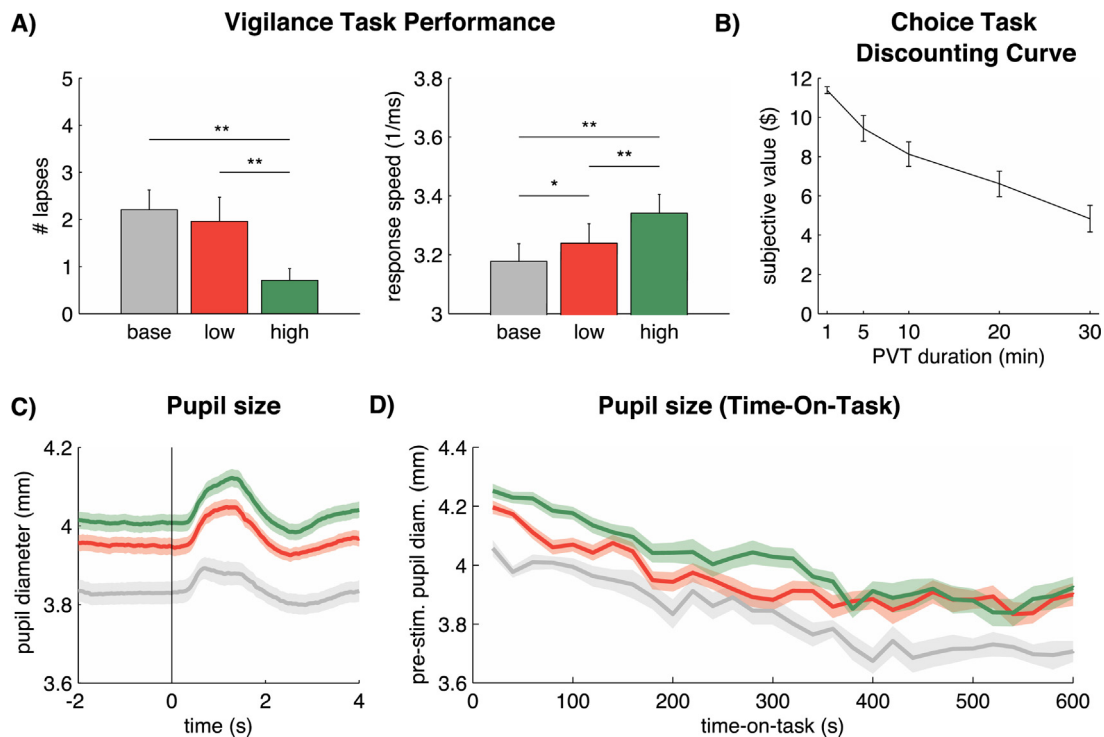 A)
Vigilance Task Performance
# lapses
5
4
3
2
1
0
**
**
base
low
high
response speed (1/ms)
3.8
3.6
3.4
3.2
3
**
**
*
base
low
high
B)
Choice Task
Discounting Curve
subjective value ($)
12
10
8
6
4
2
0
1
5
10
20
30
PVT duration (min)
C)
Pupil size
pupil diameter (mm)
4.2
4
3.8
3.6
-2
0
2
4
time (s)
D)
Pupil size (Time-On-Task)
pre-stim. pupil diam. (mm)
4.4
4.2
4
3.8
3.6
0
100
200
300
400
500
600
time-on-task (s)